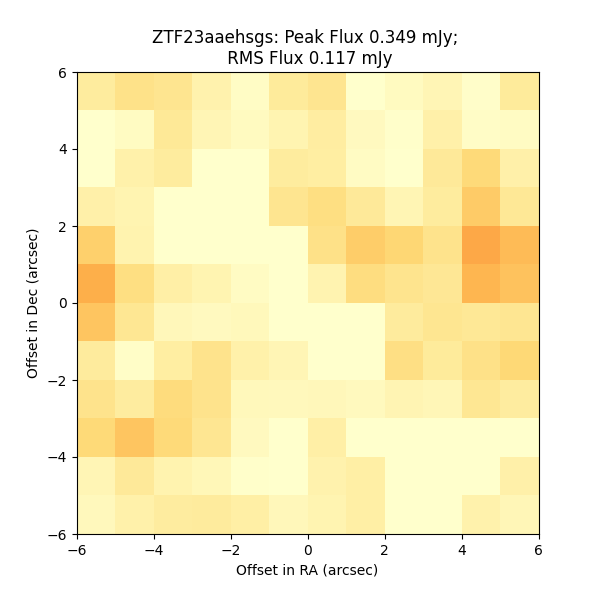 ZTF23aaehsgs: Peak Flux 0.349 mJy;
RMS Flux 0.117 mJy
6
4
2
0
−2
−4
−6
Offset in Dec (arcsec)
−6 −4 −2 0 2 4 6
Offset in RA (arcsec)